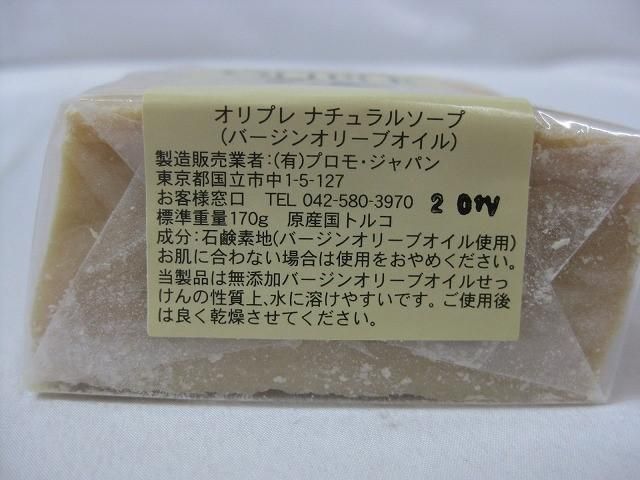 オリプレ ナチュラルソープ
(バージンオリーブオイル)
製造販売業者:(有)プロモ・ジャパン
東京都国立市中1-5-127
お客様窓口 TEL 042-580-3970
標準重量170g 原産国トルコ
成分:石鹸素地(バージンオリーブオイル使用)
お肌に合わない場合は使用をおやめください。
当製品は無添加バージンオリーブオイルせっ
けんの性質上、水に溶けやすいです。ご使用後
は良く乾燥させてください。